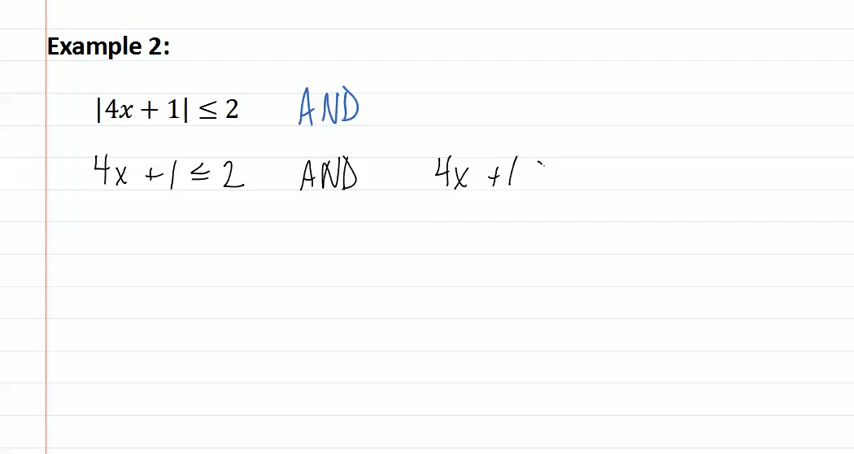 Example 2:
|4x + 1| ≤ 2 AND
4x +1 ≤ 2 AND 4x +1